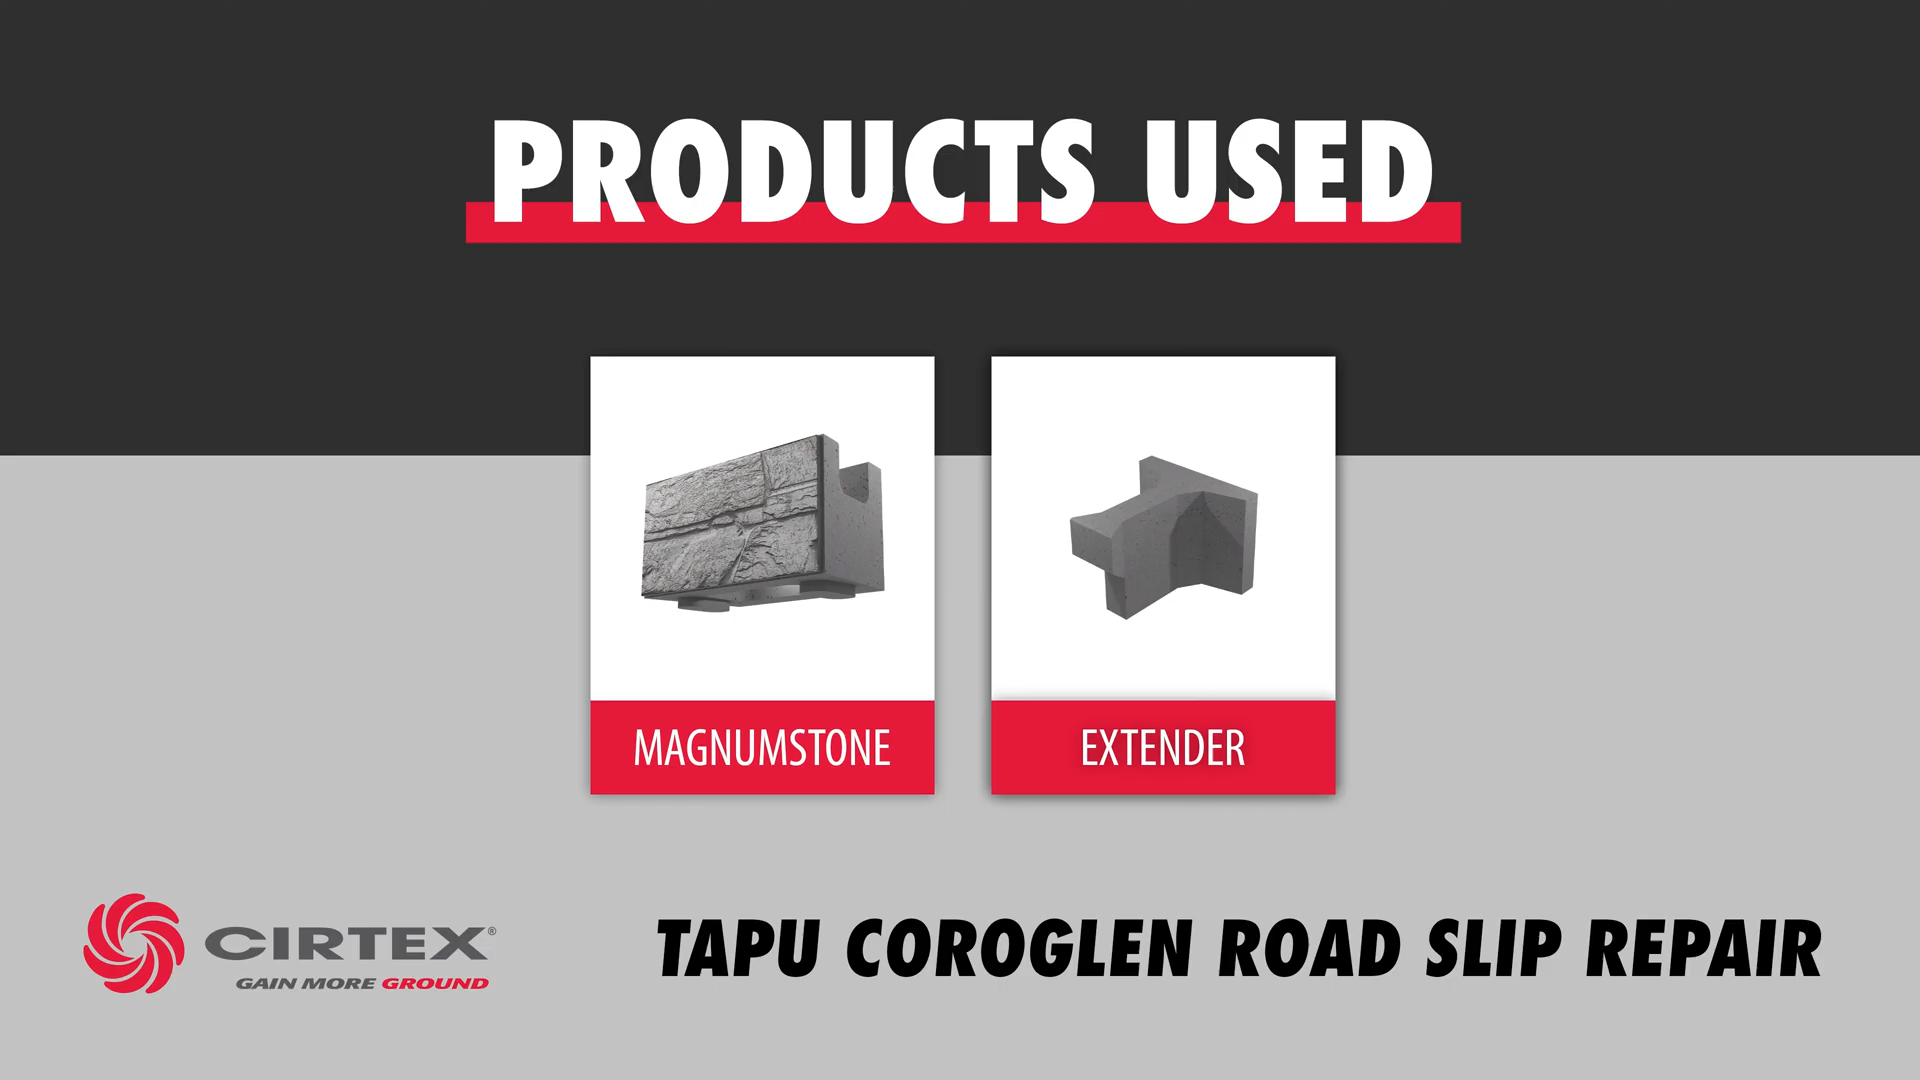 PRODUCTS USED
MAGNUMSTONE
EXTENDER
CIRTEX®
GAIN MORE GROUND
TAPU COROGLEN ROAD SLIP REPAIR